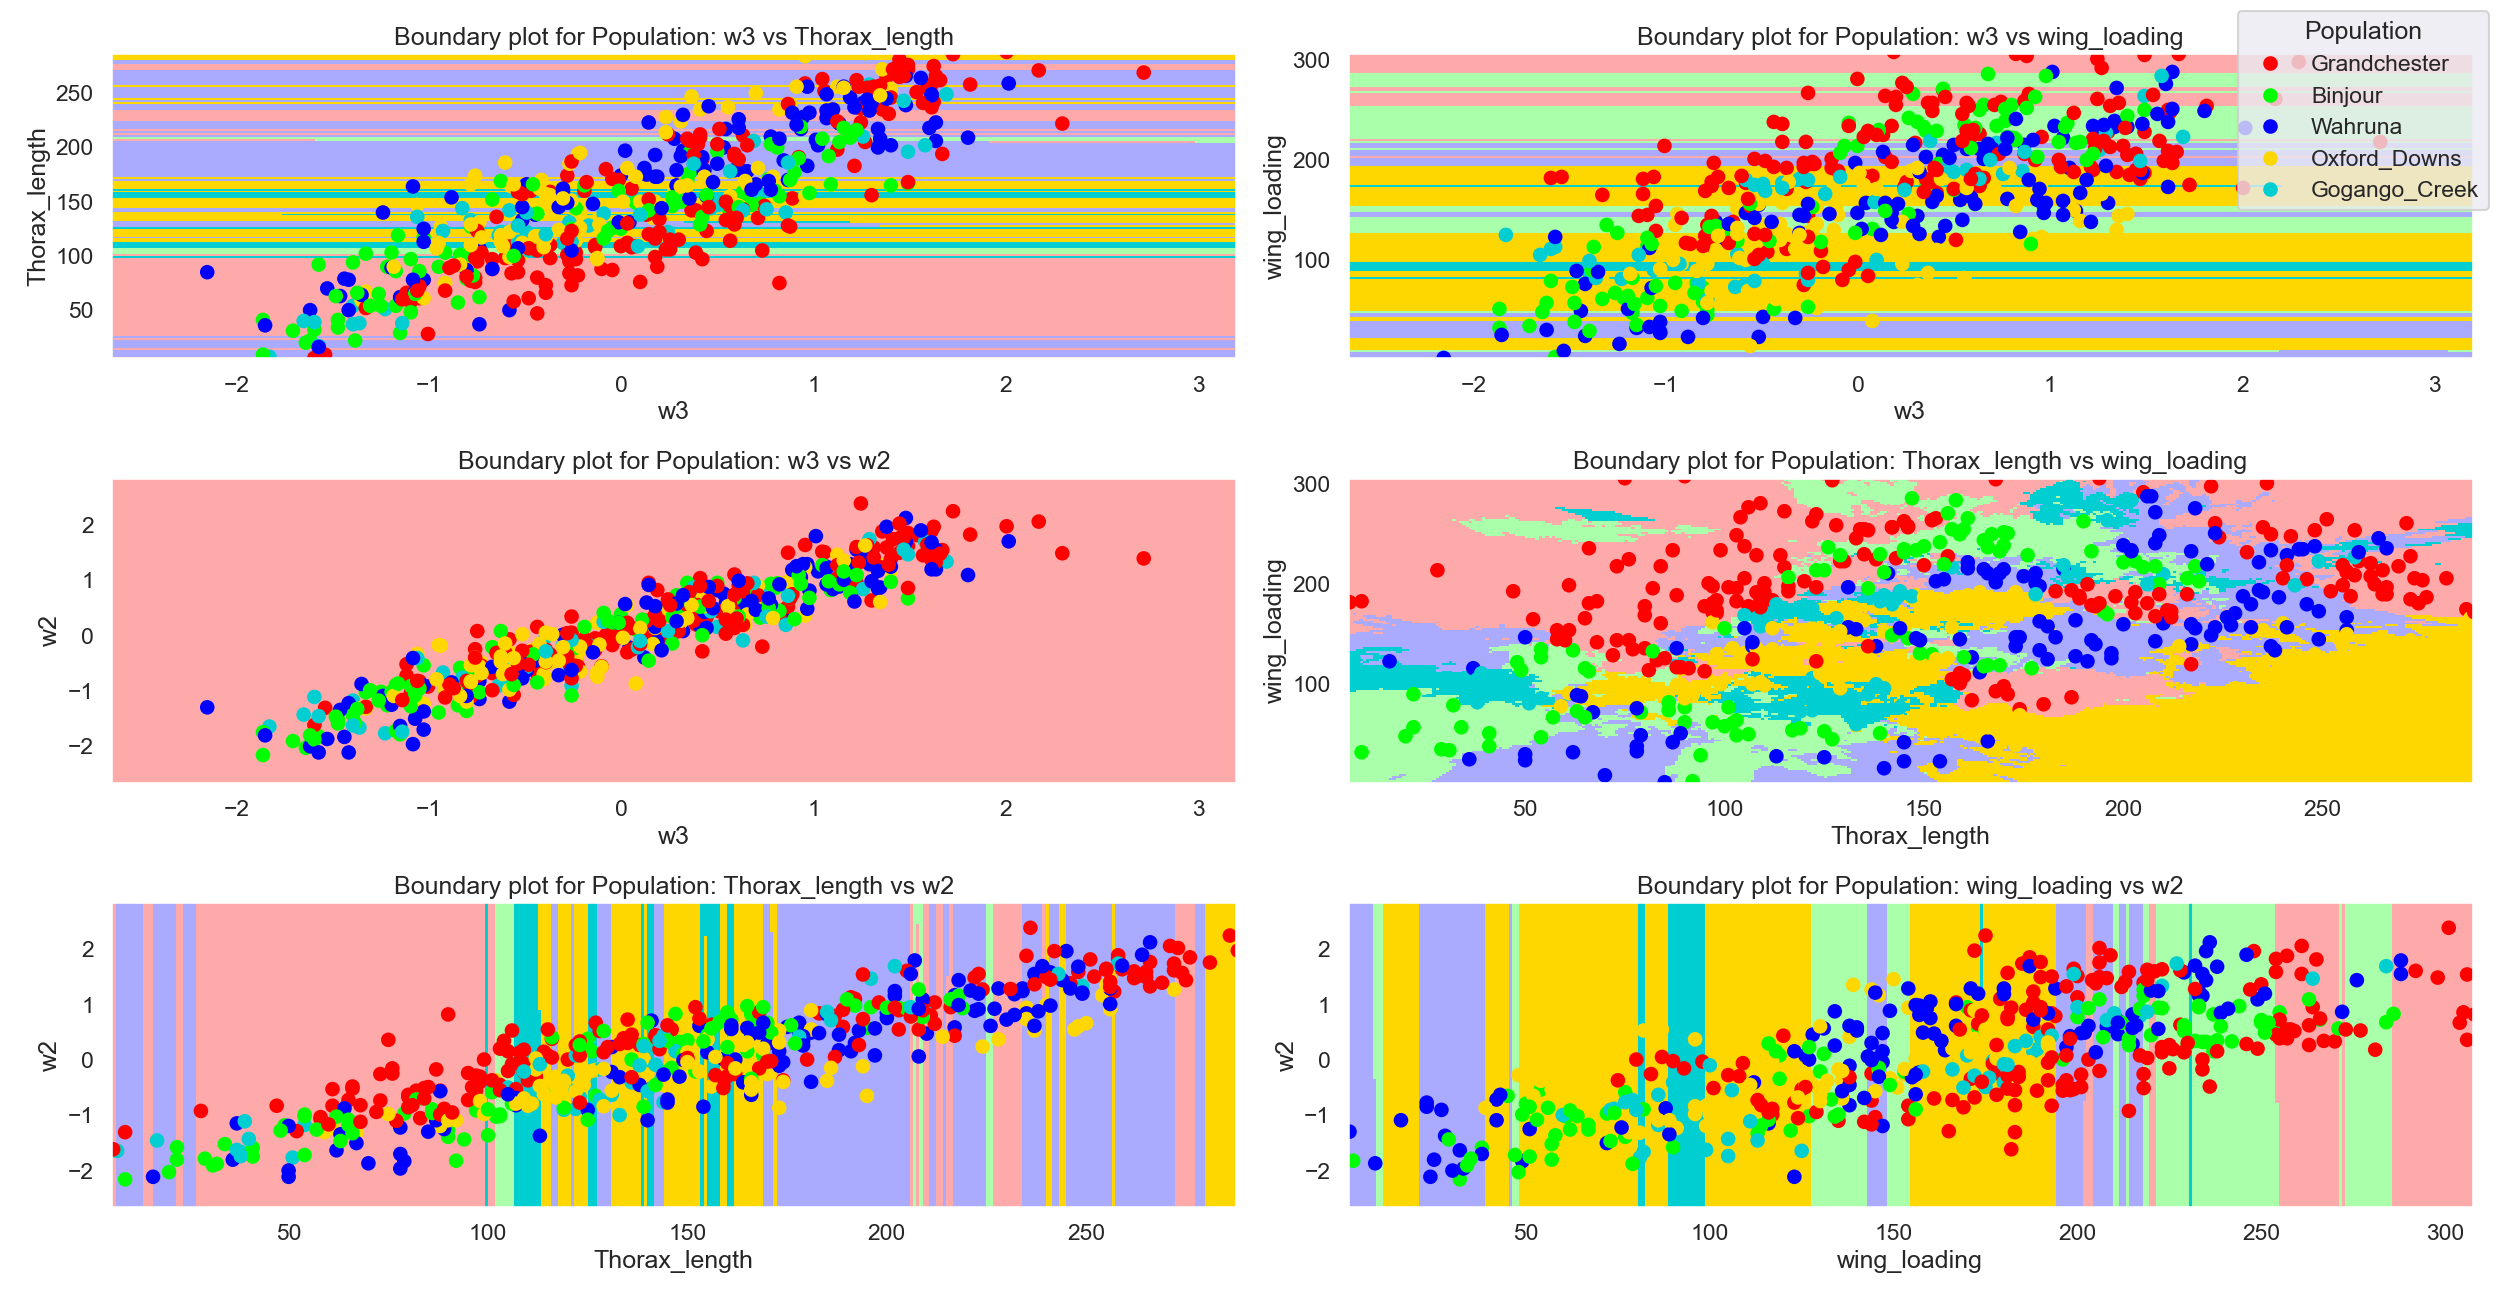 Boundary plot for Population: w3 vs Thorax_length
Thorax_length
250
200
150
100
50
−2
−1
0
1
2
3
w3
Boundary plot for Population: w3 vs wing_loading
wing_loading
300
200
100
−2
−1
0
1
2
3
w3
Population
Grandchester
Binjour
Wahruna
Oxford_Downs
Gogango_Creek
Boundary plot for Population: w3 vs w2
w2
2
1
0
−1
−2
−2
−1
0
1
2
3
w3
Boundary plot for Population: Thorax_length vs wing_loading
wing_loading
300
200
100
50
100
150
200
250
Thorax_length
Boundary plot for Population: Thorax_length vs w2
w2
2
1
0
−1
−2
50
100
150
200
250
Thorax_length
Boundary plot for Population: wing_loading vs w2
w2
2
1
0
−1
−2
50
100
150
200
250
300
wing_loading